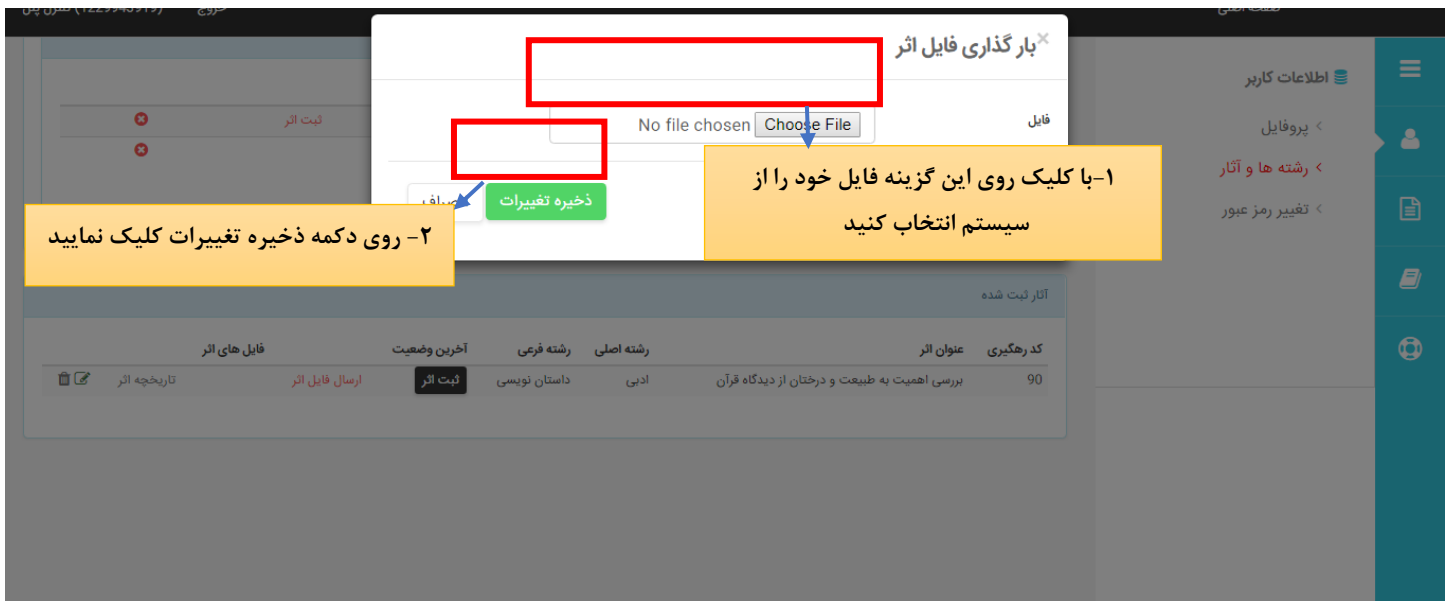 صفحه اصلی
خروج
×بار گذاری فایل اثر
فایل
No file chosen Choose File
ذخیره تغییرات
۱-با کلیک روی این گزینه فایل خود را از
سیستم انتخاب کنید
۲- روی دکمه ذخیره تغییرات کلیک نمایید
اطلاعات کاربر
پروفایل
رشته ها و آثار
تغییر رمز عبور
ثبت اثر
آثار ثبت شده
کد رهگیری عنوان اثر رشته اصلی رشته فرعی آخرین وضعیت فایل های اثر
90 بررسی اهمیت به طبیعت و درختان از دیدگاه قرآن ادبی داستان نویسی ثبت اثر ارسال فایل اثر تاریخچه اثر